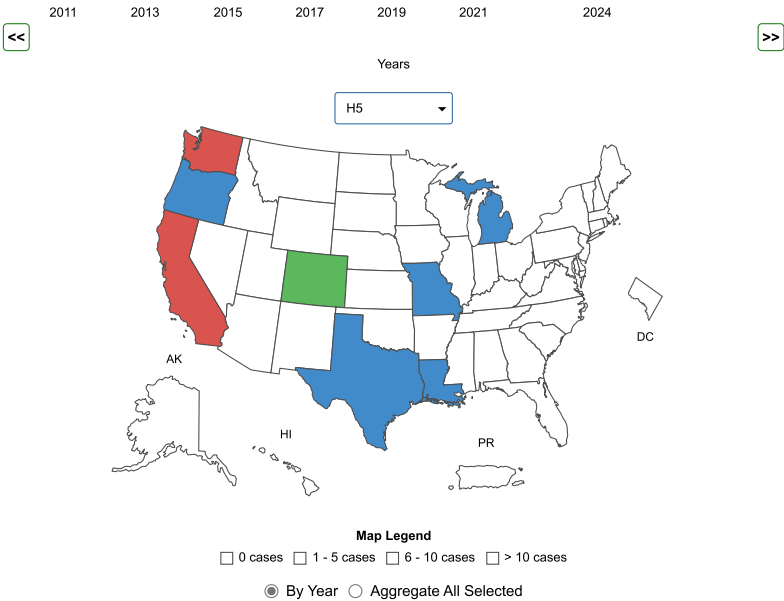 2011 2013 2015 2017 2019 2021 2024
<< >>
Years
H5
AK
DC
HI
PR
Map Legend
0 cases 1 - 5 cases 6 - 10 cases > 10 cases
By Year Aggregate All Selected